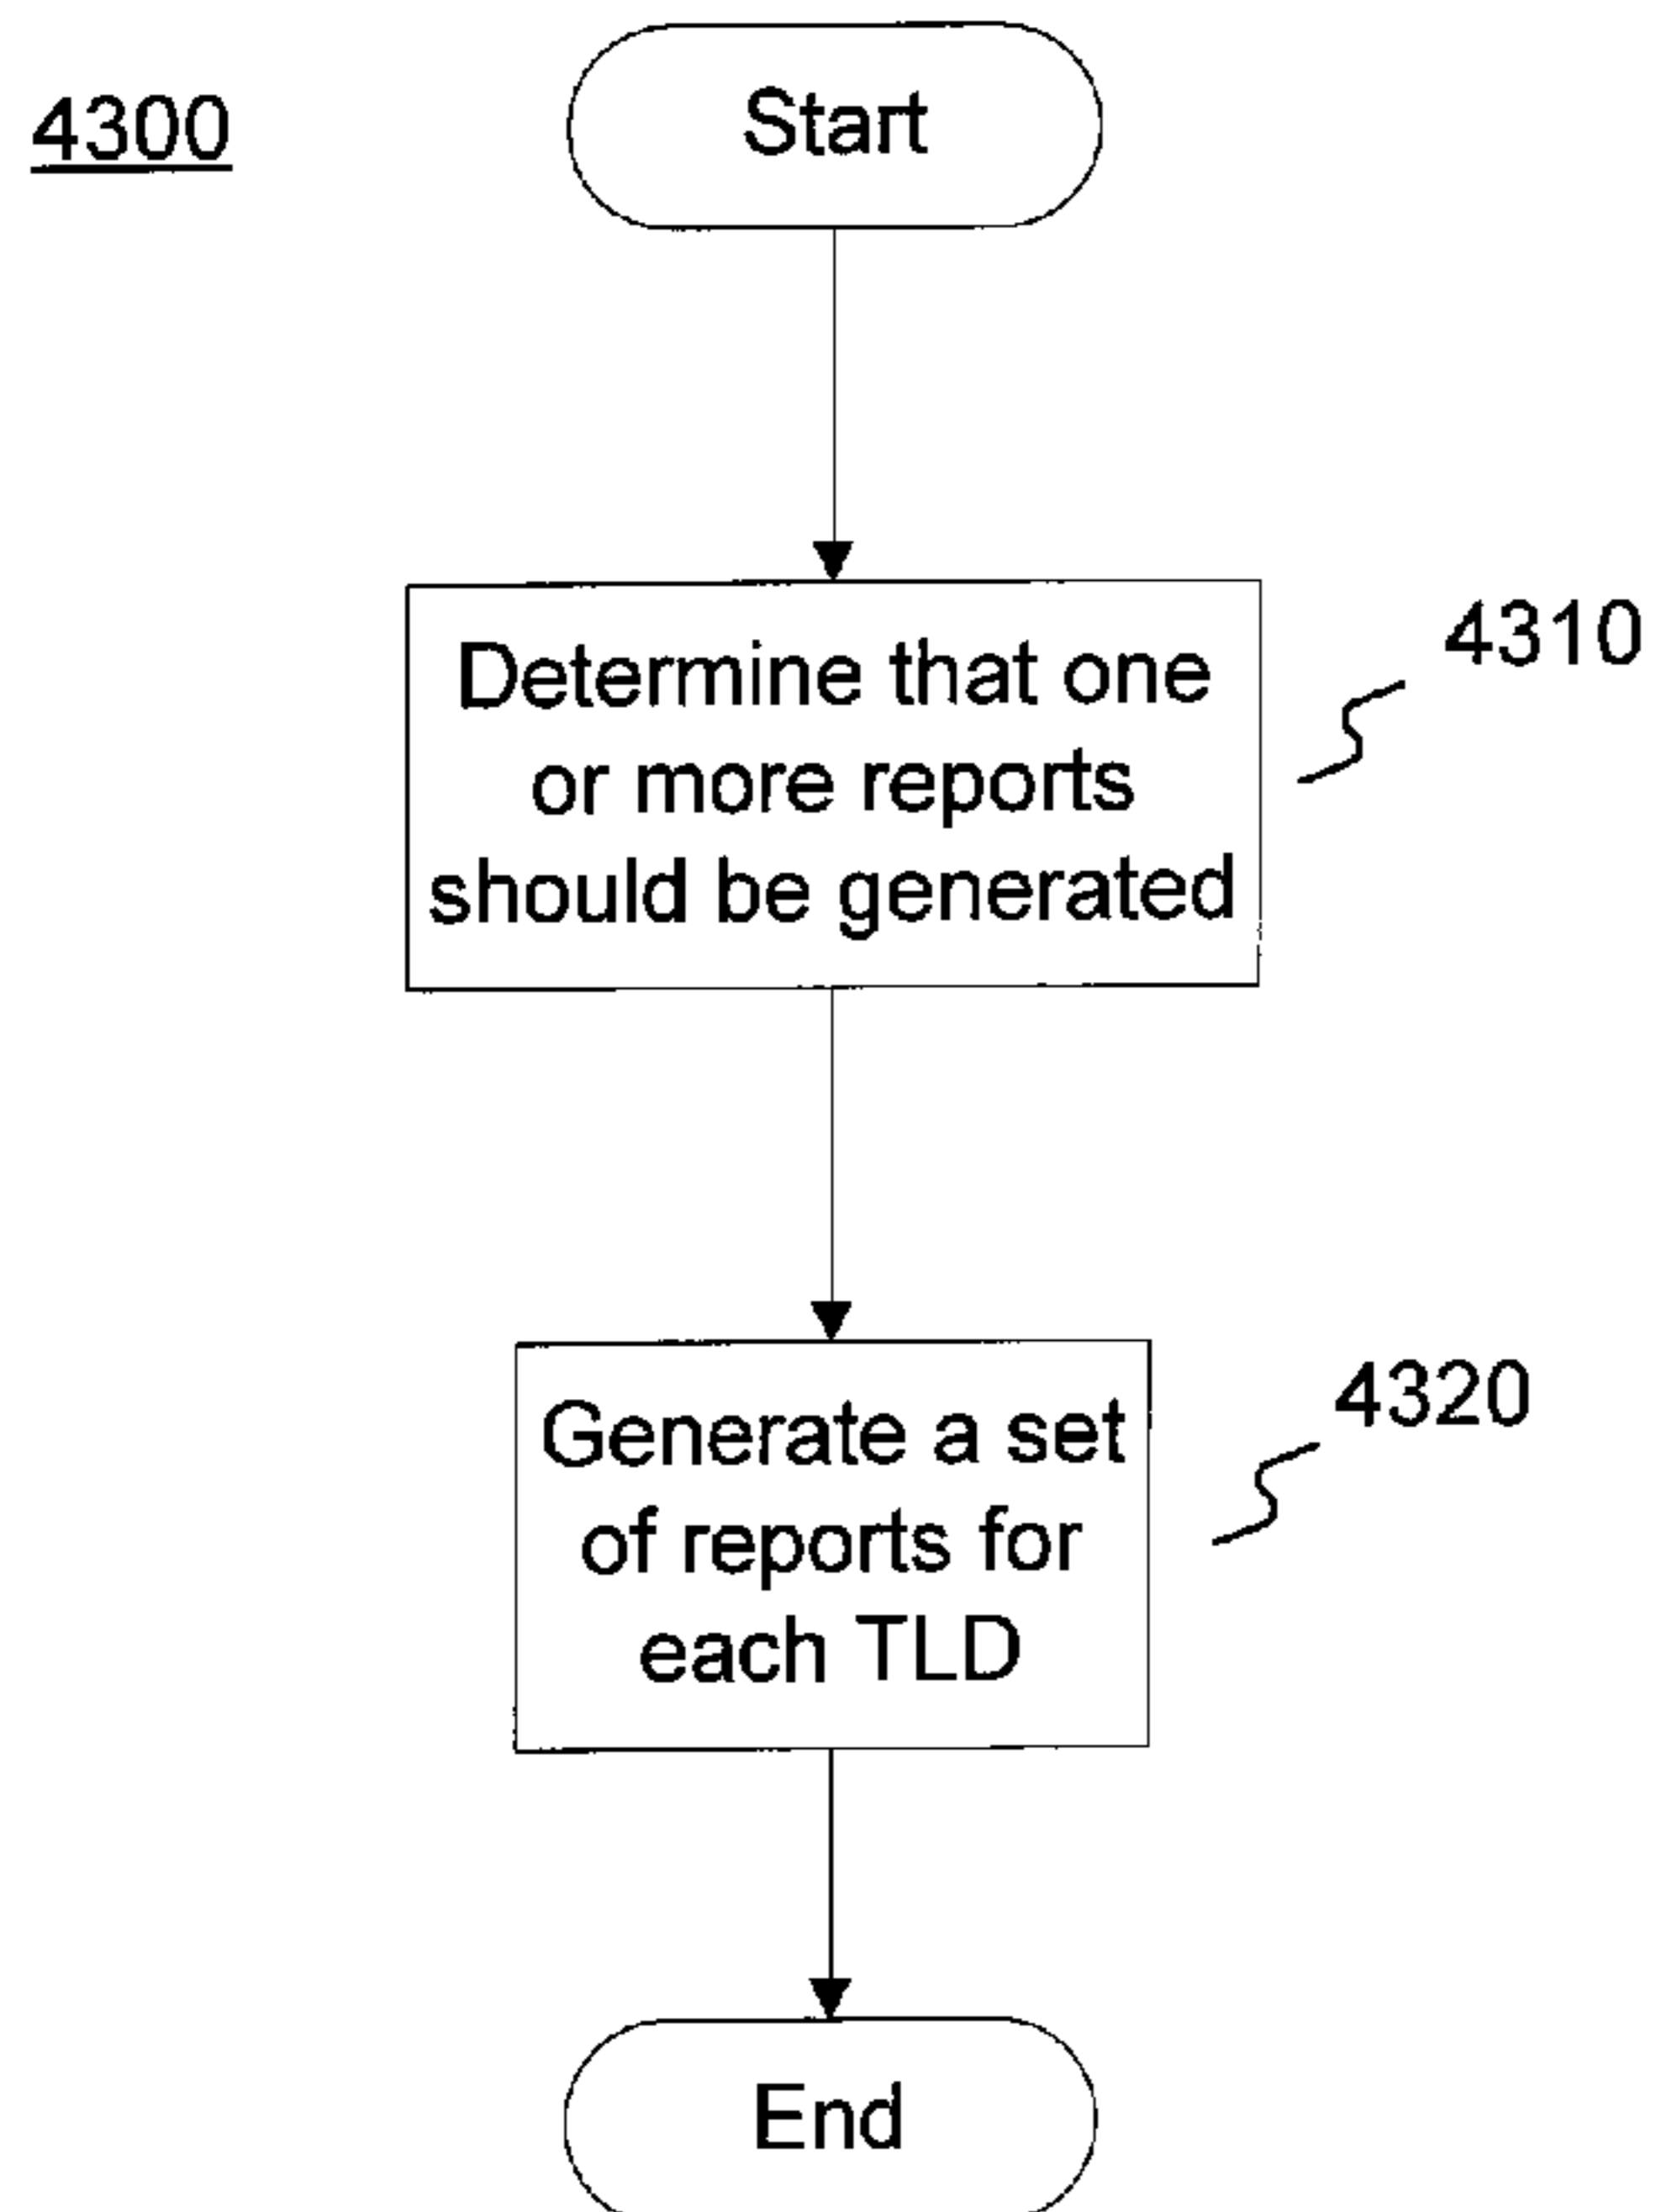 4300
Start
Determine that one
or more reports
should be generated
4310
Generate a set
of reports for
each TLD
4320
End